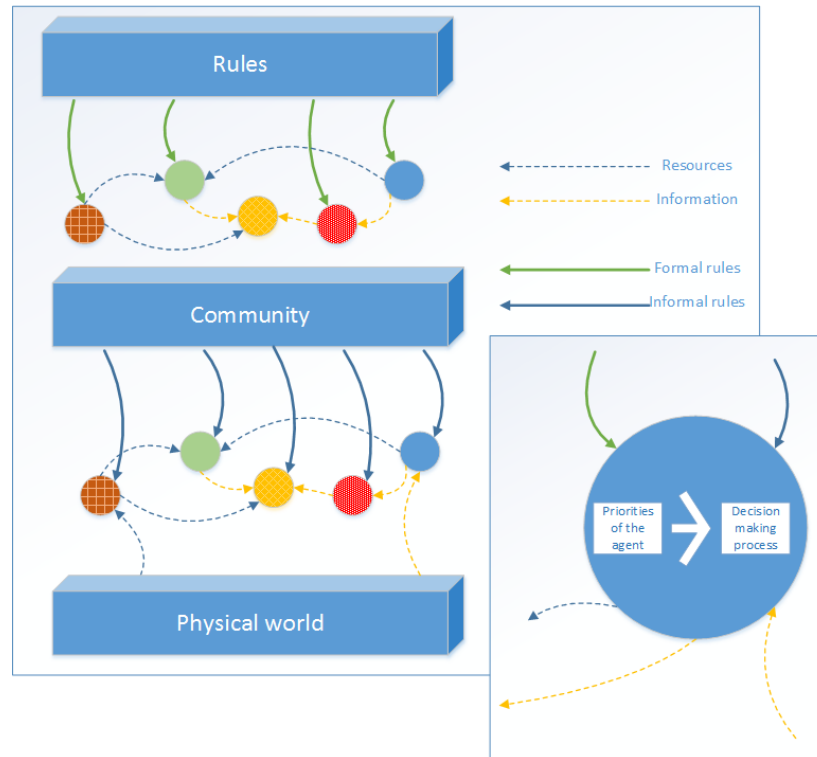 Rules
Resources
Information
Formal rules
Informal rules
Community
Priorities
of the
agent
Decision
making
process
Physical world